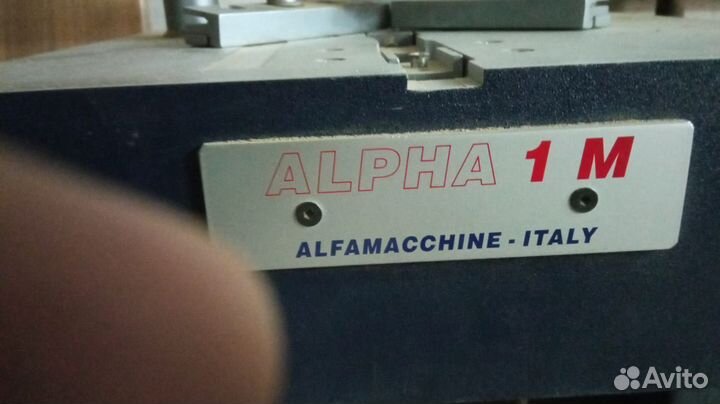 ALPHA 1 M
ALFAMACCHINE - ITALY
Avito